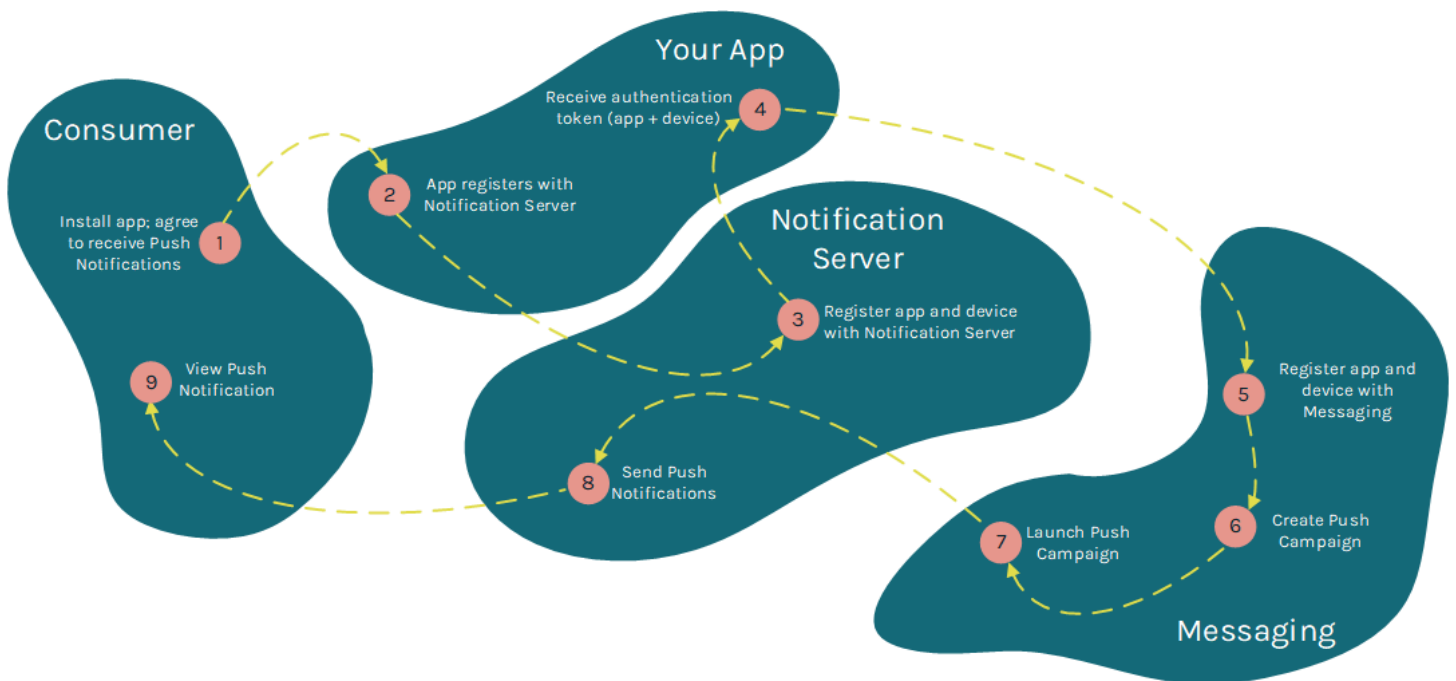 Consumer
1
Install app; agree
to receive Push
Notifications
9
View Push
Notification
Your App
2
App registers with
Notification Server
Receive authentication
token (app + device)
4
Notification
Server
3
Register app and device
with Notification Server
8
Send Push
Notifications
5
Register app and
device with
Messaging
6
Create Push
Campaign
7
Launch Push
Campaign
Messaging